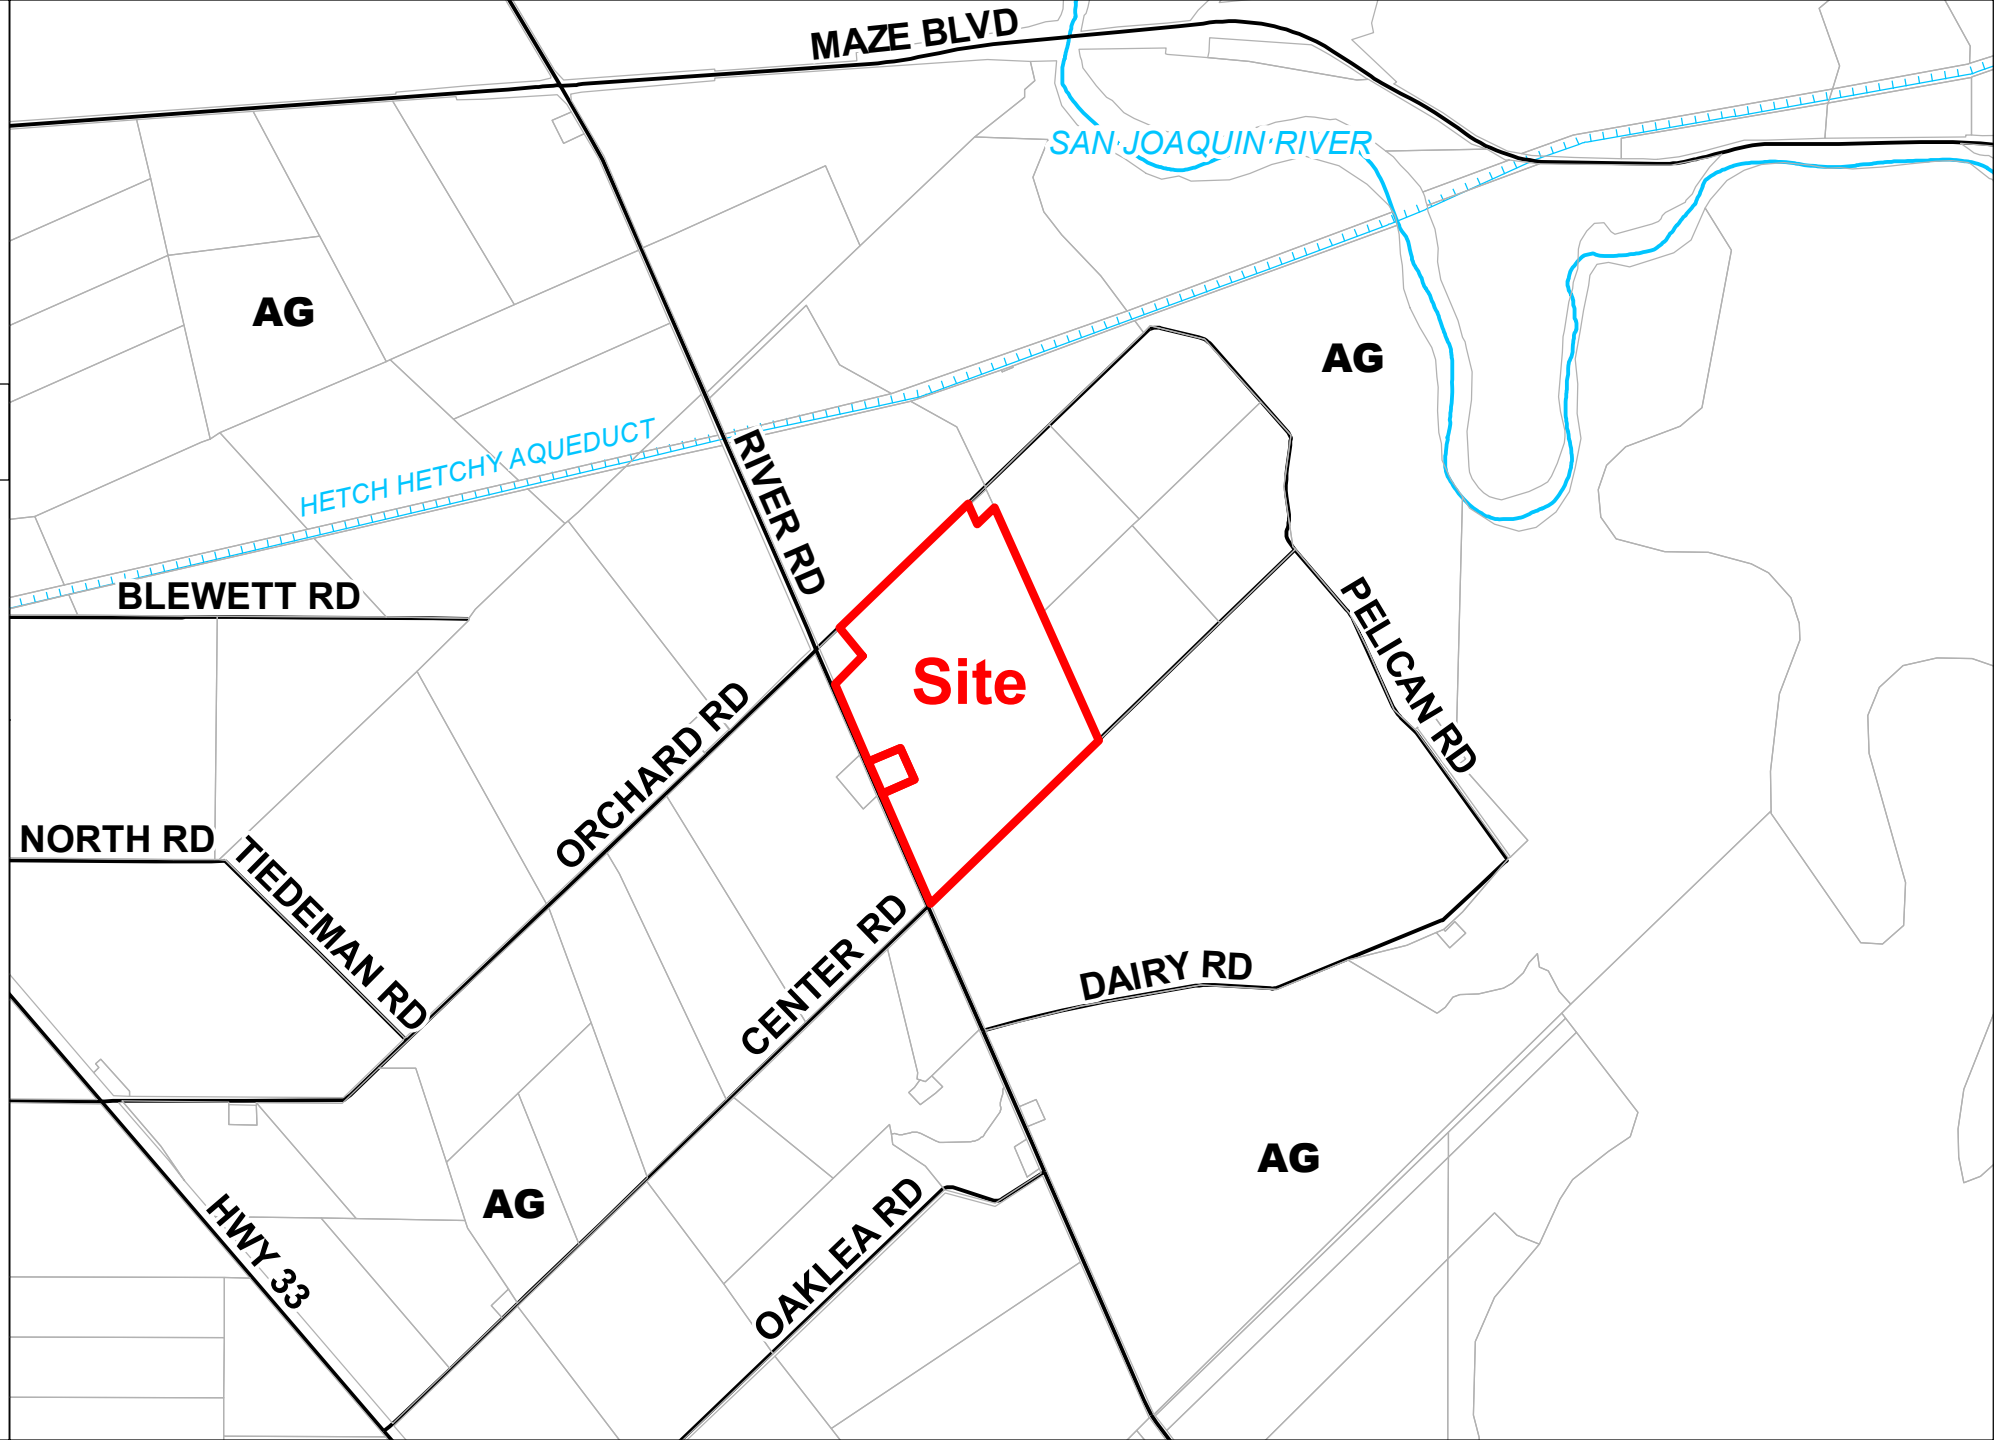 MAZE BLVD
SAN JOAQUIN RIVER
AG
AG
HETCH HETCHY AQUEDUCT
RIVER RD
BLEWETT RD
PELICAN RD
Site
ORCHARD RD
NORTH RD
TIEDEMAN RD
CENTER RD
DAIRY RD
AG
AG
HWY 33
OAKLEA RD